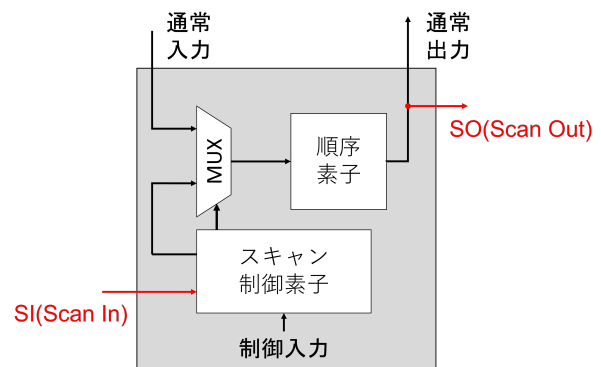 通常
入力
通常
出力
SO(Scan Out)
MUX
順序
素子
スキャン
制御素子
SI(Scan In)
制御入力